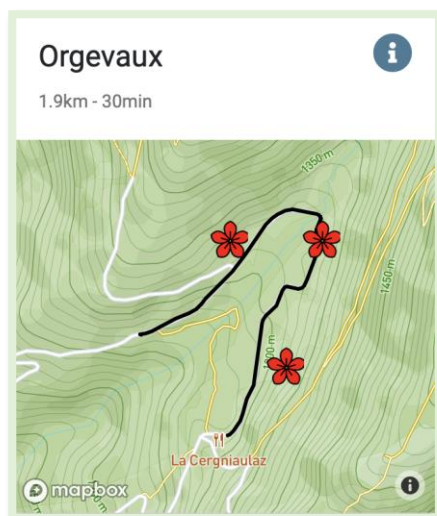 Orgevaux
1.9km - 30min
1350 m
1450 m
La Cergniaulaz
mapbox